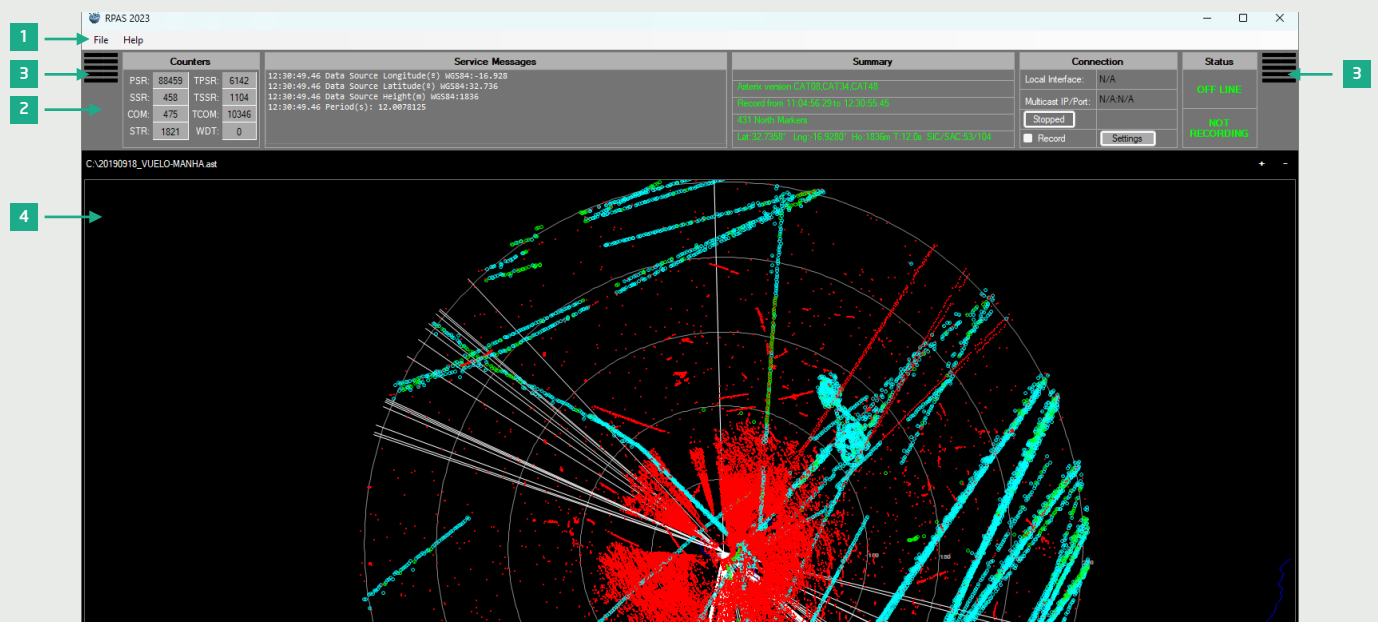 RPAS 2023
1
File Help
3
2
4
3
Counters
PSR: 88459 TPSR: 6142
SSR: 458 TSSR: 1104
COM: 475 TCOM: 10346
STR: 1821 WDT: 0
Service Messages
12:30:49.46 Data Source Longitude(º) WGS84:-16.928
12:30:49.46 Data Source Latitude(º) WGS84:32.736
12:30:49.46 Data Source Height(m) WGS84:1836
12:30:49.46 Period(s): 12.0078125
Summary
Asterix version CAT08,CAT34,CAT48
Record from 11:04:56.29 to 12:30:55.45
431 North Markers
Lat:32.7358° Lng:-16.9280° Ho:1836m T:12.0s SIC/SAC:53/104
Connection
Local Interface: N/A
Multicast IP/Port: N/A:N/A
Stopped
Record Settings
Status
OFF LINE
NOT
RECORDING
C:\20190918_VUELO-MANHA.ast
+ -
100
150